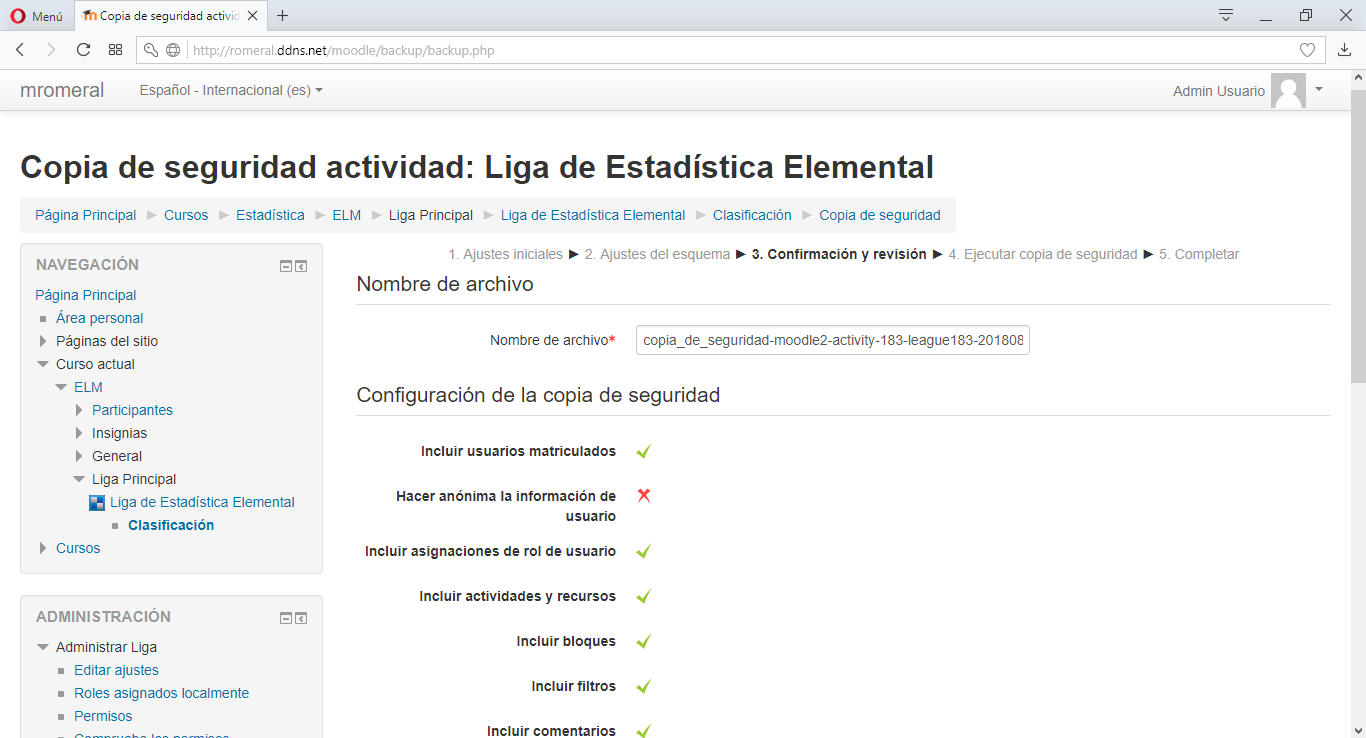 Menú
Copia de seguridad activid
http://romeral.ddns.net/moodle/backup/backup.php
mromeral
Español - Internacional (es)
Admin Usuario
Copia de seguridad actividad: Liga de Estadística Elemental
Página Principal ► Cursos ► Estadística ► ELM ► Liga Principal ► Liga de Estadística Elemental ► Clasificación ► Copia de seguridad
NAVEGACIÓN
Página Principal
Área personal
Páginas del sitio
Curso actual
ELM
Participantes
Insignias
General
Liga Principal
Liga de Estadística Elemental
Clasificación
Cursos
ADMINISTRACIÓN
Administrar Liga
Editar ajustes
Roles asignados localmente
Permisos
Compruebe los permisos
1. Ajustes iniciales ► 2. Ajustes del esquema ► 3. Confirmación y revisión ► 4. Ejecutar copia de seguridad ► 5. Completar
Nombre de archivo
Nombre de archivo*
copia_de_seguridad-moodle2-activity-183-league183-201808
Configuración de la copia de seguridad
Incluir usuarios matriculados
Hacer anónima la información de
usuario
Incluir asignaciones de rol de usuario
Incluir actividades y recursos
Incluir bloques
Incluir filtros
Incluir comentarios